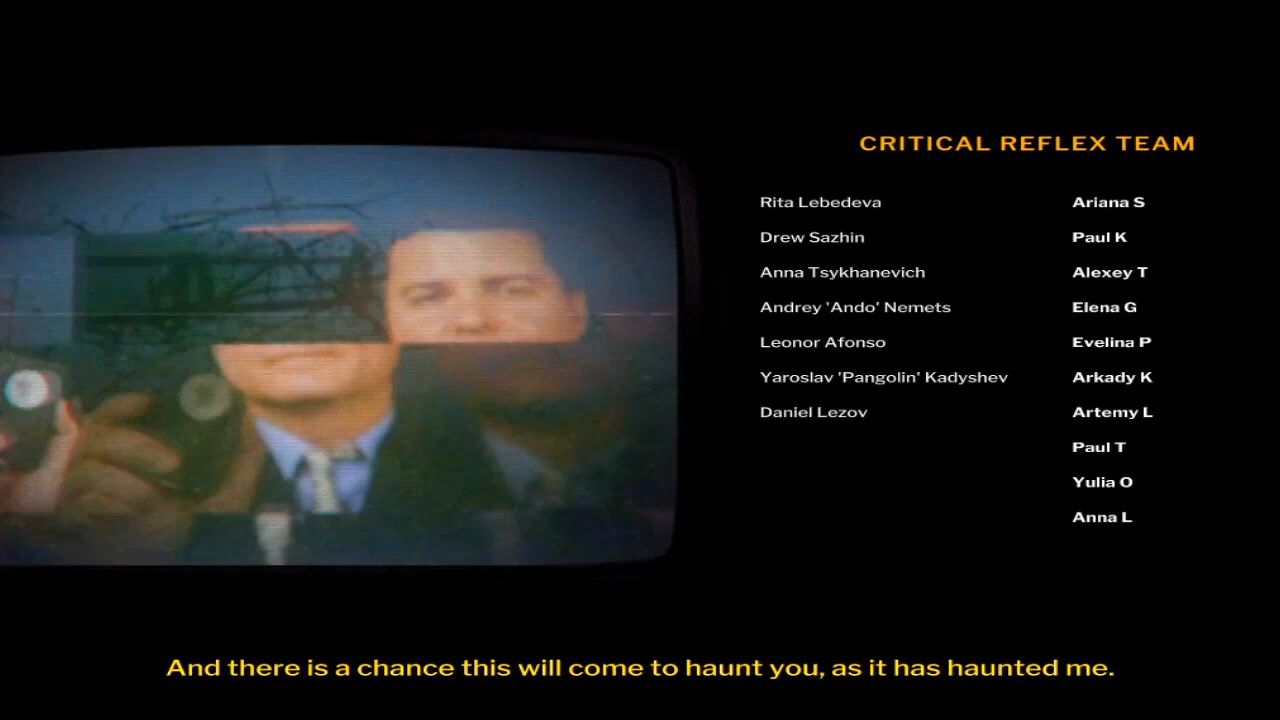 CRITICAL REFLEX TEAM
Rita Lebedeva
Drew Sazhin
Anna Tsykhanevich
Andrey 'Ando' Nemets
Leonor Afonso
Yaroslav 'Pangolin' Kadyshev
Daniel Lezov
Ariana S
Paul K
Alexey T
Elena G
Evelina P
Arkady K
Artemy L
Paul T
Yulia O
Anna L
And there is a chance this will come to haunt you, as it has haunted me.